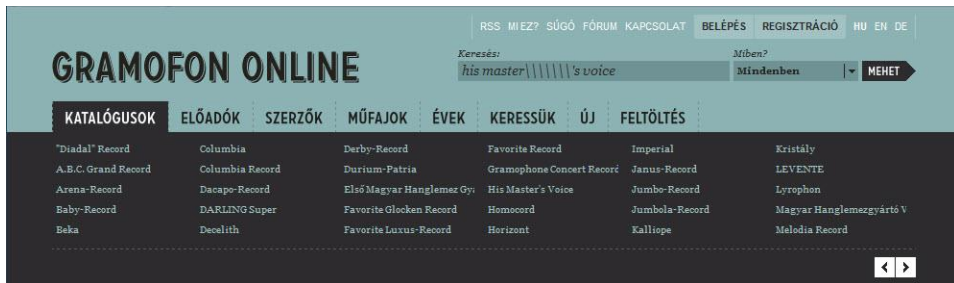 RSS MI EZ? SÚGÓ FÓRUM KAPCSOLAT BELÉPÉS REGISZTRÁCIÓ HU EN DE
GRAMOFON ONLINE
Keresés: Miben?
his master\\\\\\\'s voice Mindenben MEHET
KATALÓGUSOK ELŐADÓK SZERZŐK MŰFAJOK ÉVEK KERESSÜK ÚJ FELTÖLTÉS
"Diadal" Record Columbia Derby-Record Favorite Record Imperial Kristály
A.B.C. Grand Record Columbia Record Durium-Patria Gramophone Concert Record Janus-Record LEVENTE
Arena-Record Dacapo-Record Első Magyar Hanglemez Gy His Master's Voice Jumbo-Record Lyrophon
Baby-Record DARLING Super Favorite Glocken Record Homocord Jumbola-Record Magyar Hanglemezgyártó V
Beka Decelith Favorite Luxus-Record Horizont Kalliope Melodia Record